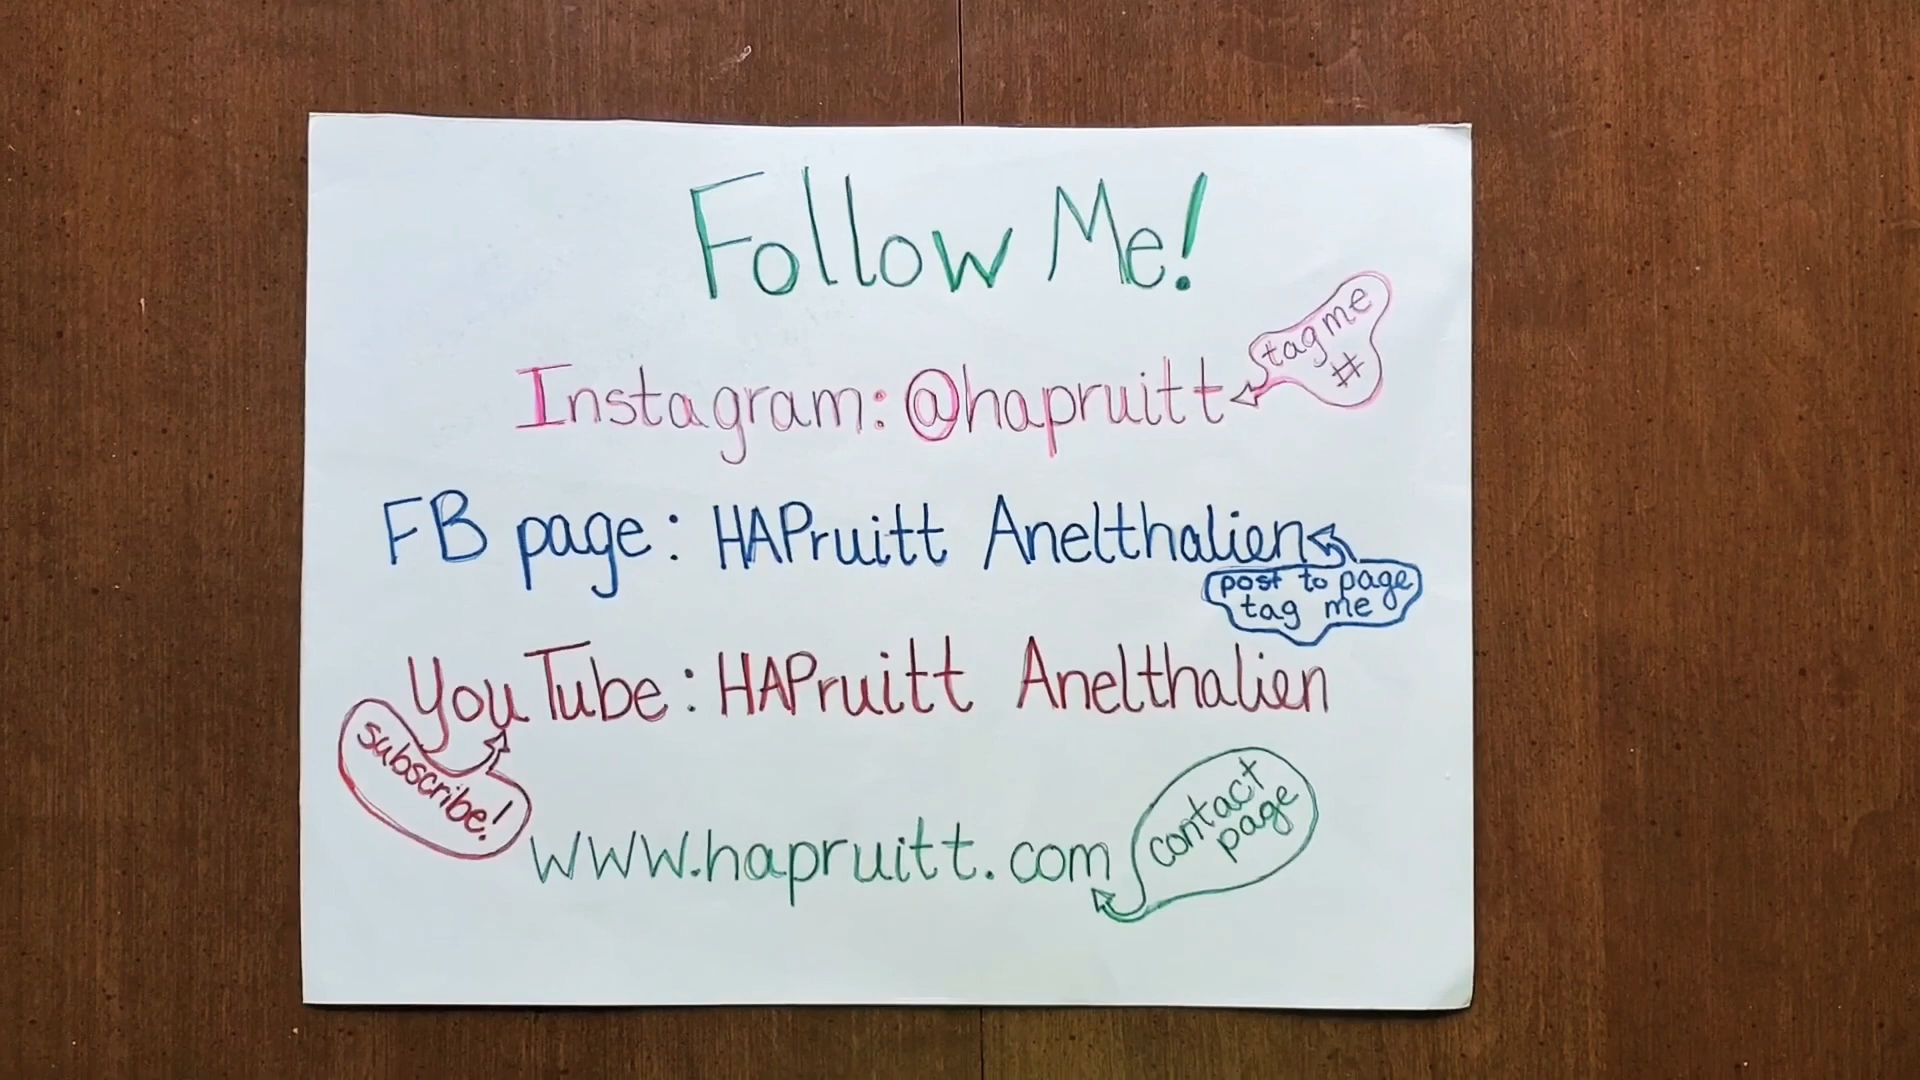 Follow Me!
tag me
#
Instagram: @hapruitt
FB page: HAPruitt Anelthalien
post to page
tag me
YouTube: HAPruitt Anelthalien
subscribe!
contact
page
www.hapruitt.com